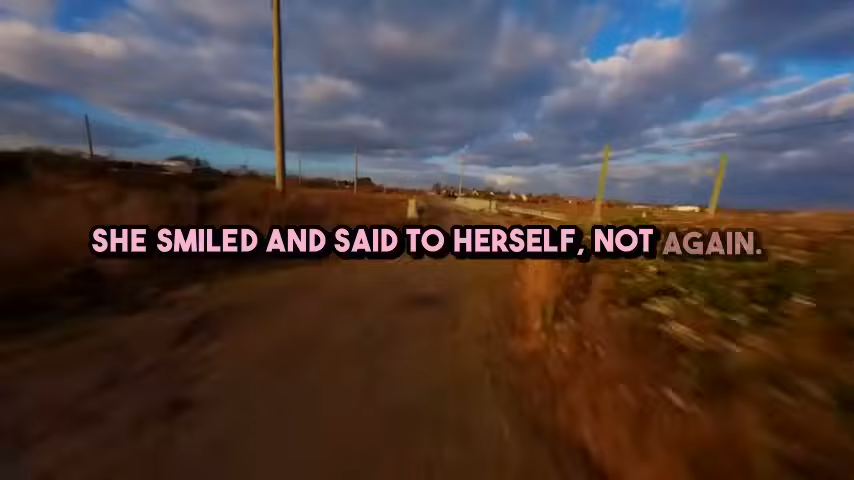 SHE SMILED AND SAID TO HERSELF, NOT AGAIN.